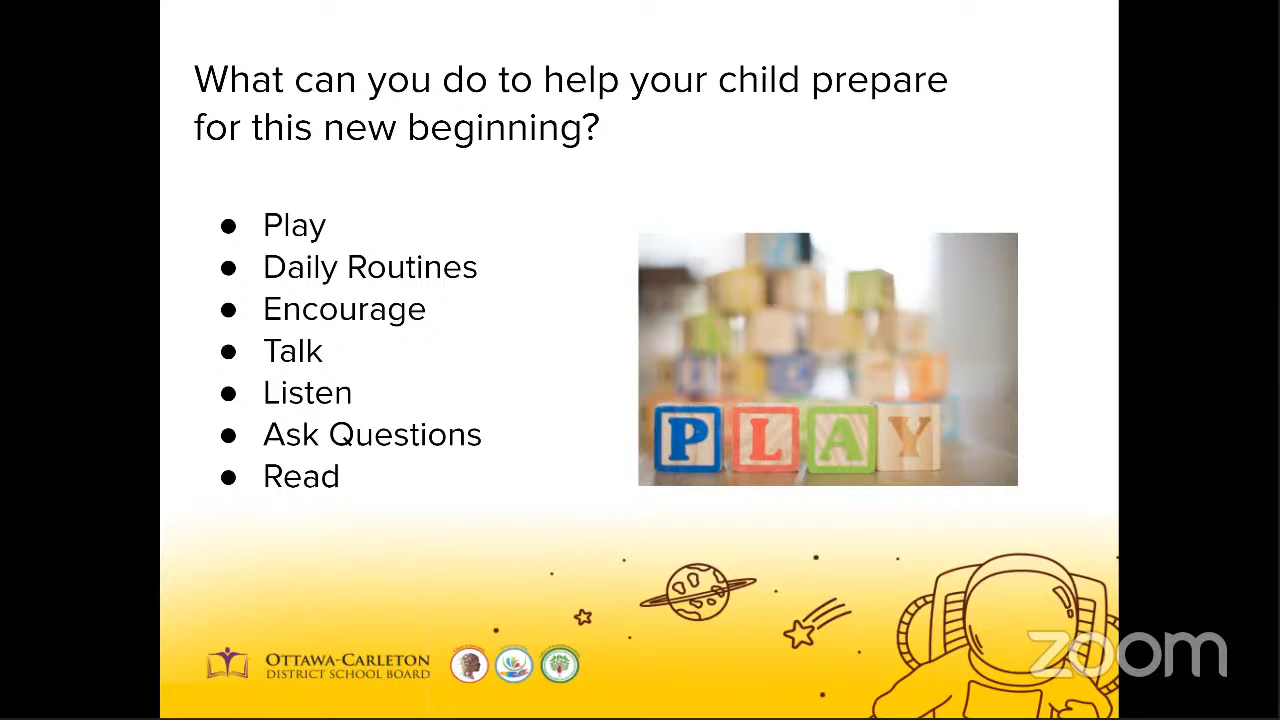 What can you do to help your child prepare
for this new beginning?
● Play
● Daily Routines
● Encourage
● Talk
● Listen
● Ask Questions
● Read
PLAY
OTTAWA-CARLETON
DISTRICT SCHOOL BOARD
zoom